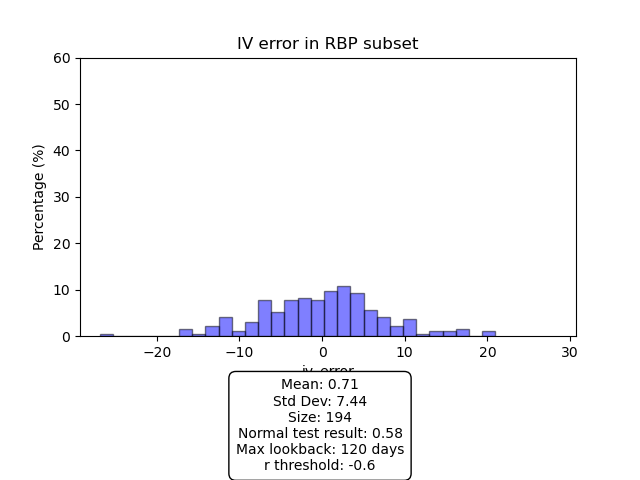 IV error in RBP subset
Percentage (%)
60
50
40
30
20
10
0
−20 −10 0 10 20 30
iv_error
Mean: 0.71
Std Dev: 7.44
Size: 194
Normal test result: 0.58
Max lookback: 120 days
r threshold: -0.6